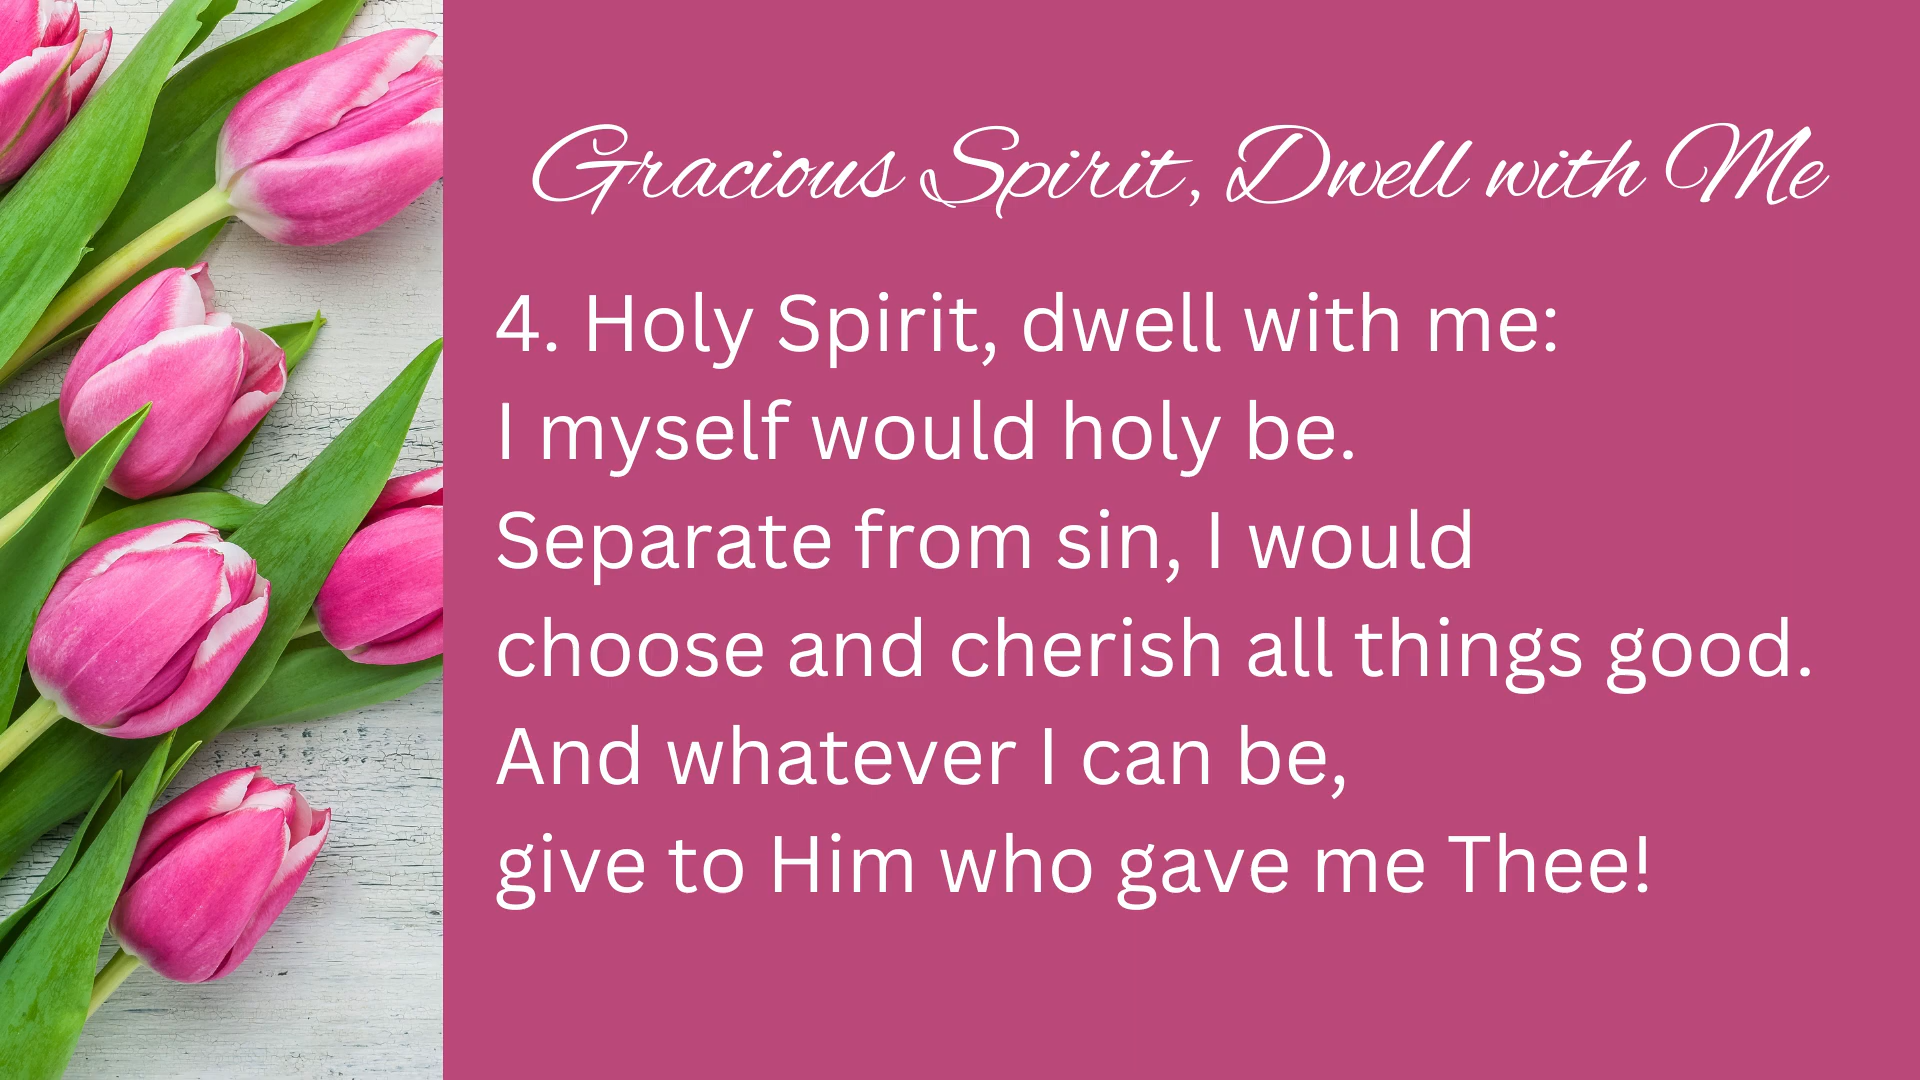 Gracious Spirit, Dwell with Me
4. Holy Spirit, dwell with me:
I myself would holy be.
Separate from sin, I would
choose and cherish all things good.
And whatever I can be,
give to Him who gave me Thee!